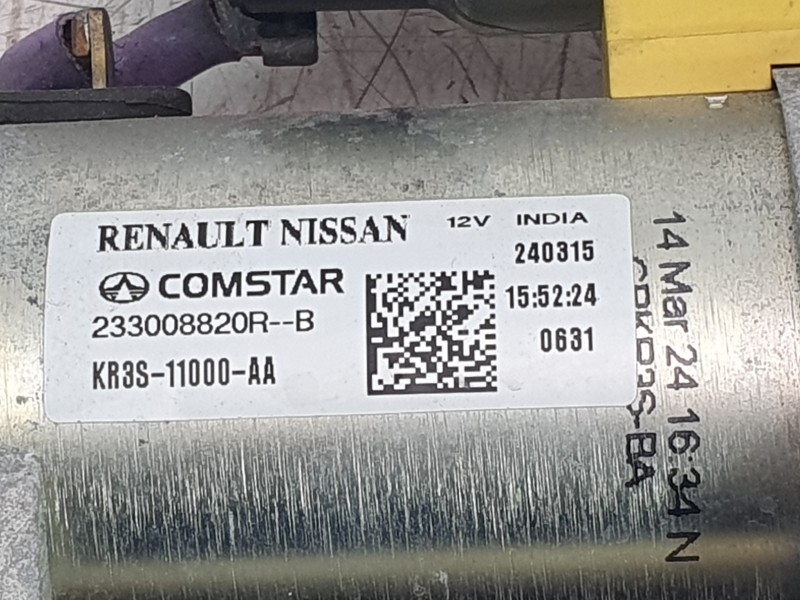 RENAULT NISSAN
12V INDIA
240315
COMSTAR
15:52:24
233008820R--B
0631
KR3S-11000-AA
14 Mar 24 16:34 N